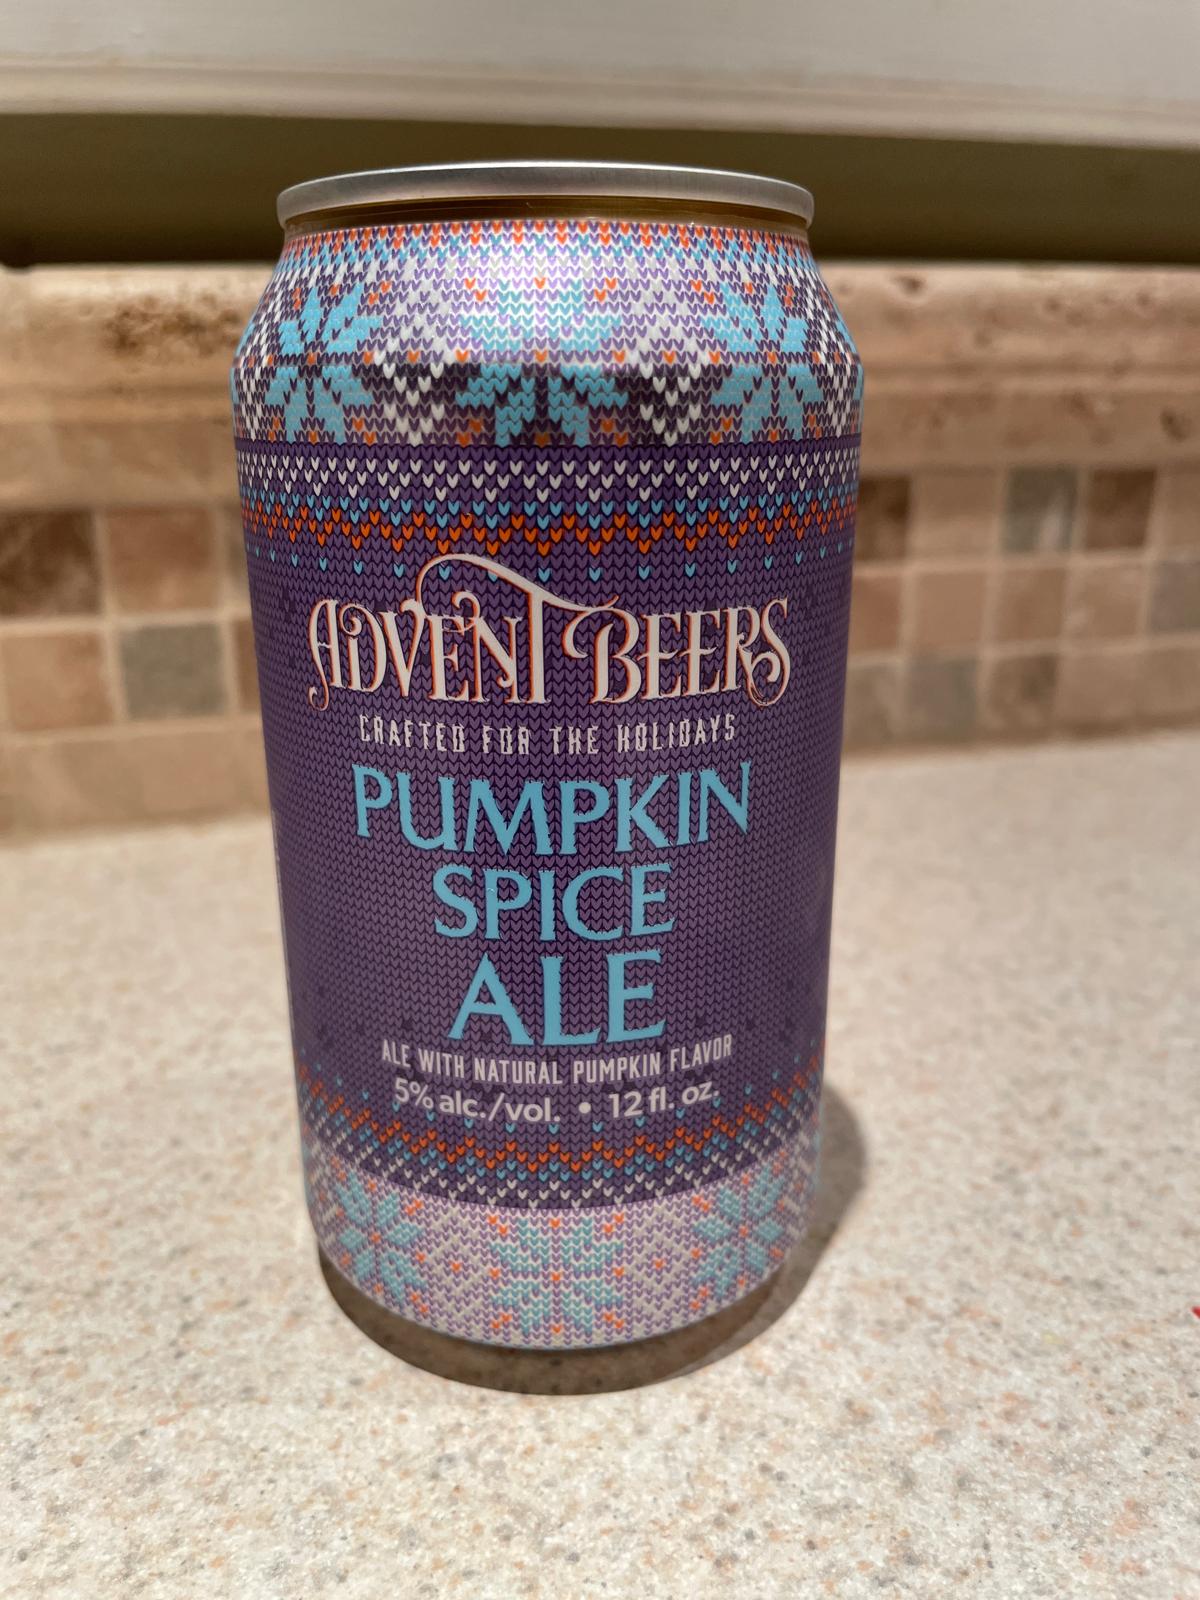 ADVENT BEERS
CRAFTED FOR THE HOLIDAYS
PUMPKIN
SPICE
ALE
ALE WITH NATURAL PUMPKIN FLAVOR
5% alc./vol. • 12 fl. oz.